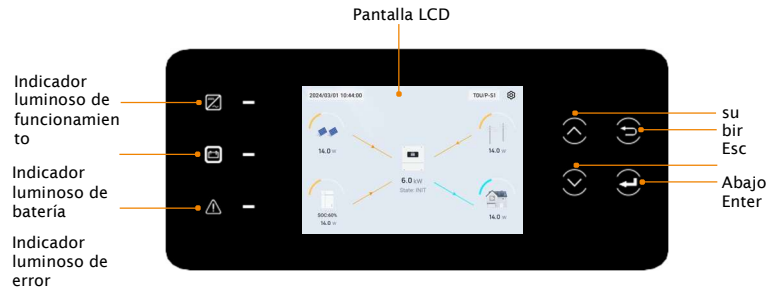 Pantalla LCD
Indicador
luminoso de
funcionamien
to
Indicador
luminoso de
batería
Indicador
luminoso de
error
2024/03/01 10:44:00
TOU/P-S1
14.0 W
14.0 W
6.0 kW
State: INIT
SOC:60%
14.0 W
14.0 W
su
bir
Esc
Abajo
Enter